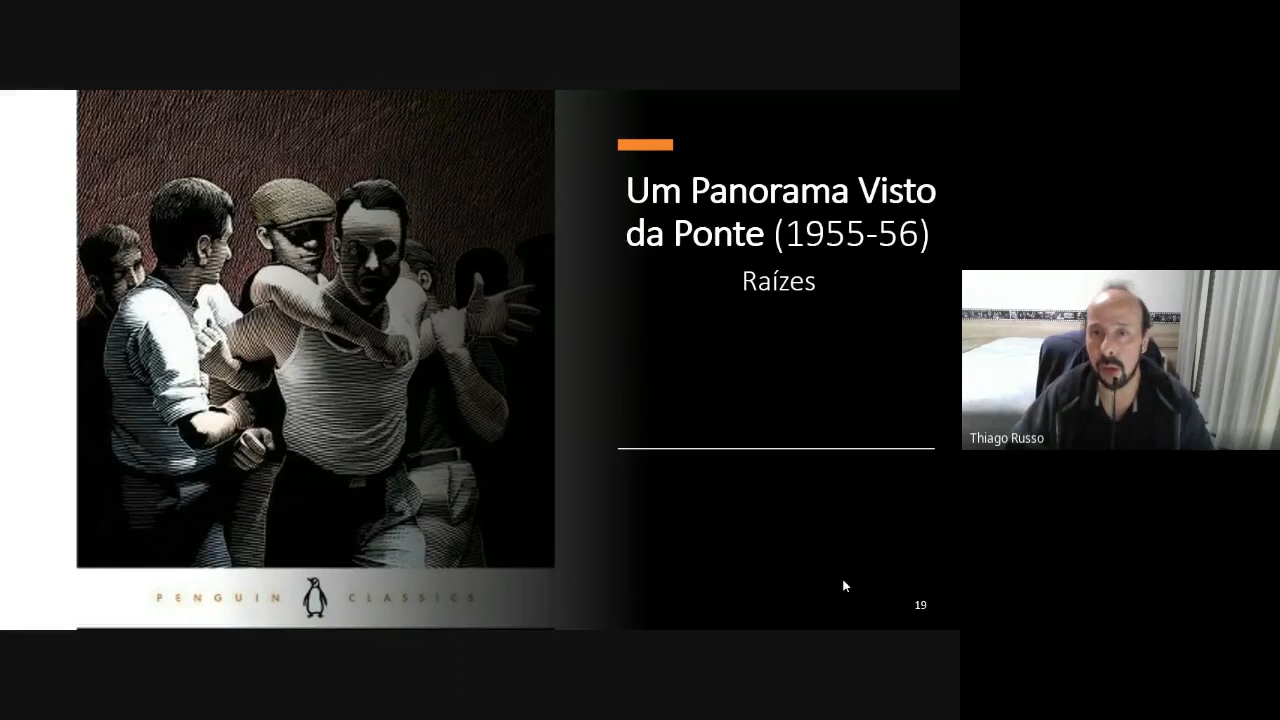 Um Panorama Visto
da Ponte (1955-56)
Raízes
Thiago Russo
PENGUIN CLASSICS
19